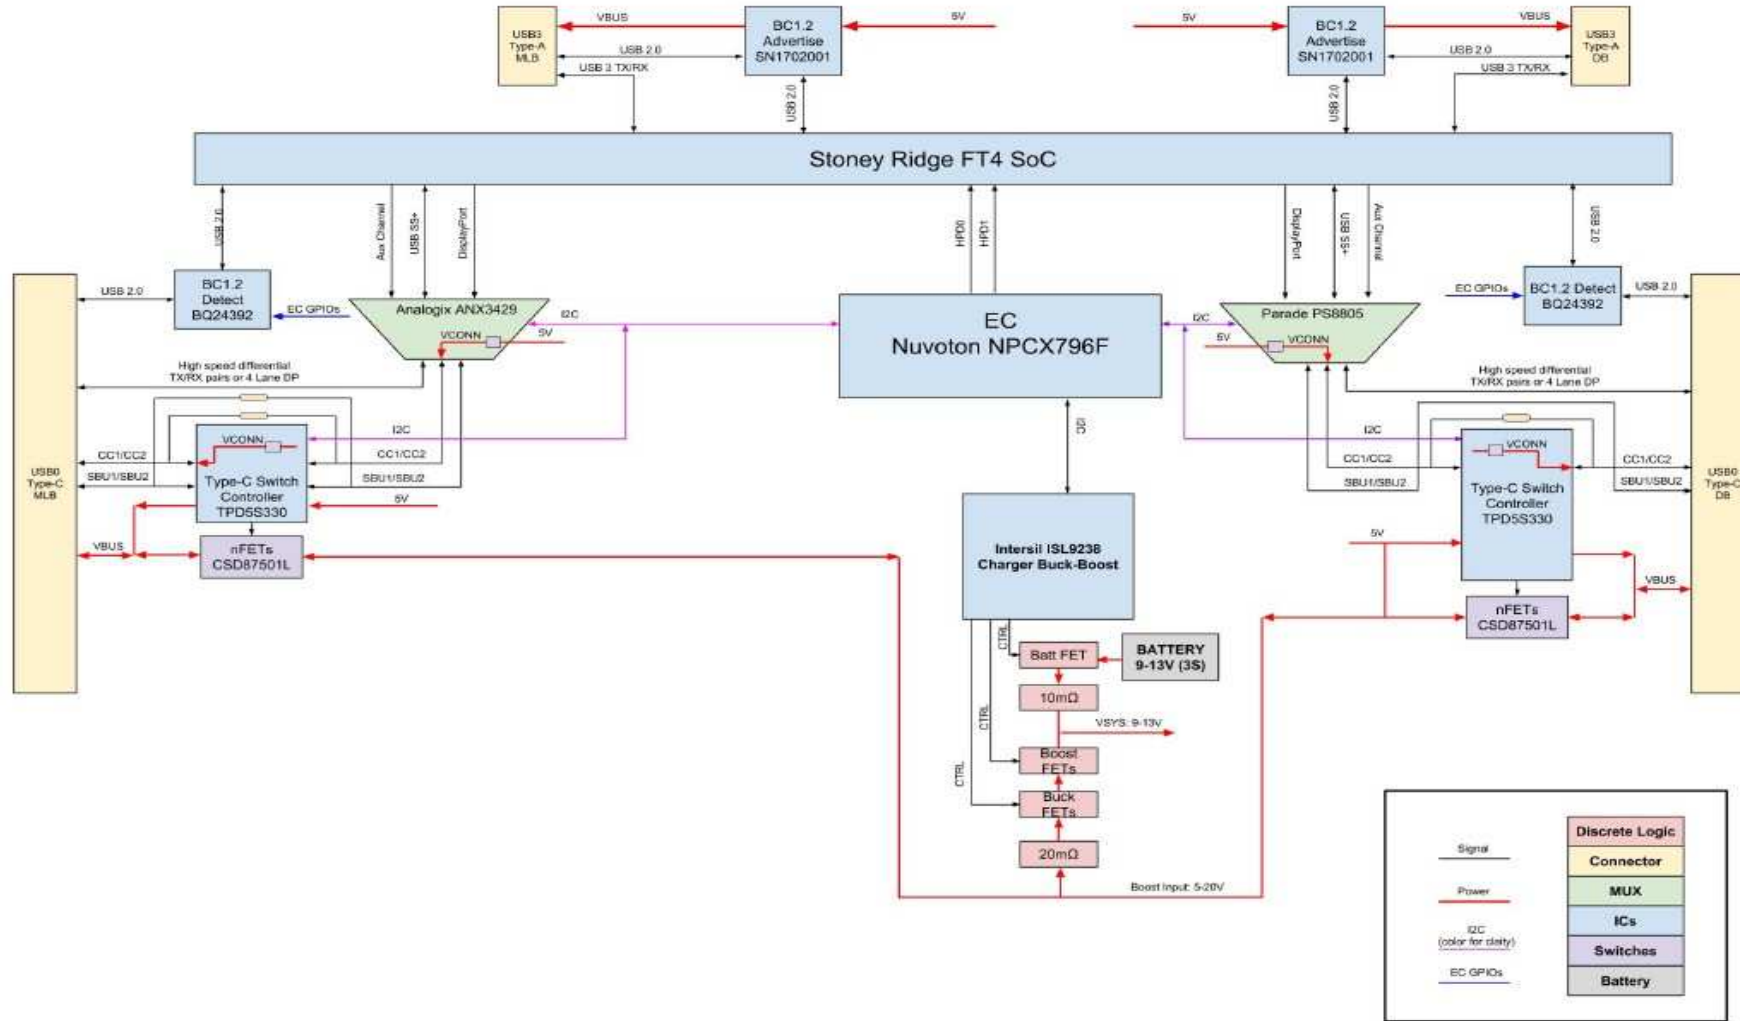 USB3
Type-A
MLB
VBUS
USB 2.0
USB 3 TX/RX
BC1.2
Advertise
SN1702001
5V
5V
BC1.2
Advertise
SN1702001
VBUS
USB 2.0
USB 3 TX/RX
USB3
Type-A
DB
USB 2.0
USB 2.0
Stoney Ridge FT4 SoC
USB 2.0
Aux Channel
USB SS+
DisplayPort
HPD0
HPD1
DisplayPort
USB SS+
Aux Channel
USB 2.0
USB 2.0
BC1.2
Detect
BQ24392
EC GPIOs
Analogix ANX3429
VCONN
5V
I2C
EC
Nuvoton NPCX796F
I2C
Parade PS8805
5V
VCONN
EC GPIOs
BC1.2 Detect
BQ24392
USB 2.0
High speed differential
TX/RX pairs or 4 Lane DP
High speed differential
TX/RX pairs or 4 Lane DP
I2C
I2C
I2C
USB0
Type-C
MLB
CC1/CC2
SBU1/SBU2
VCONN
Type-C Switch
Controller
TPD5S330
CC1/CC2
SBU1/SBU2
5V
VBUS
nFETs
CSD87501L
CC1/CC2
SBU1/SBU2
VCONN
Type-C Switch
Controller
TPD5S330
CC1/CC2
SBU1/SBU2
USB0
Type-C
DB
5V
VBUS
nFETs
CSD87501L
Intersil ISL9238
Charger Buck-Boost
CTRL
CTRL
CTRL
Batt FET
BATTERY
9-13V (3S)
10mΩ
VSYS: 9-13V
Boost
FETs
Buck
FETs
20mΩ
Boost Input: 5-20V
Signal
Power
I2C
(color for claity)
EC GPIOs
Discrete Logic
Connector
MUX
ICs
Switches
Battery